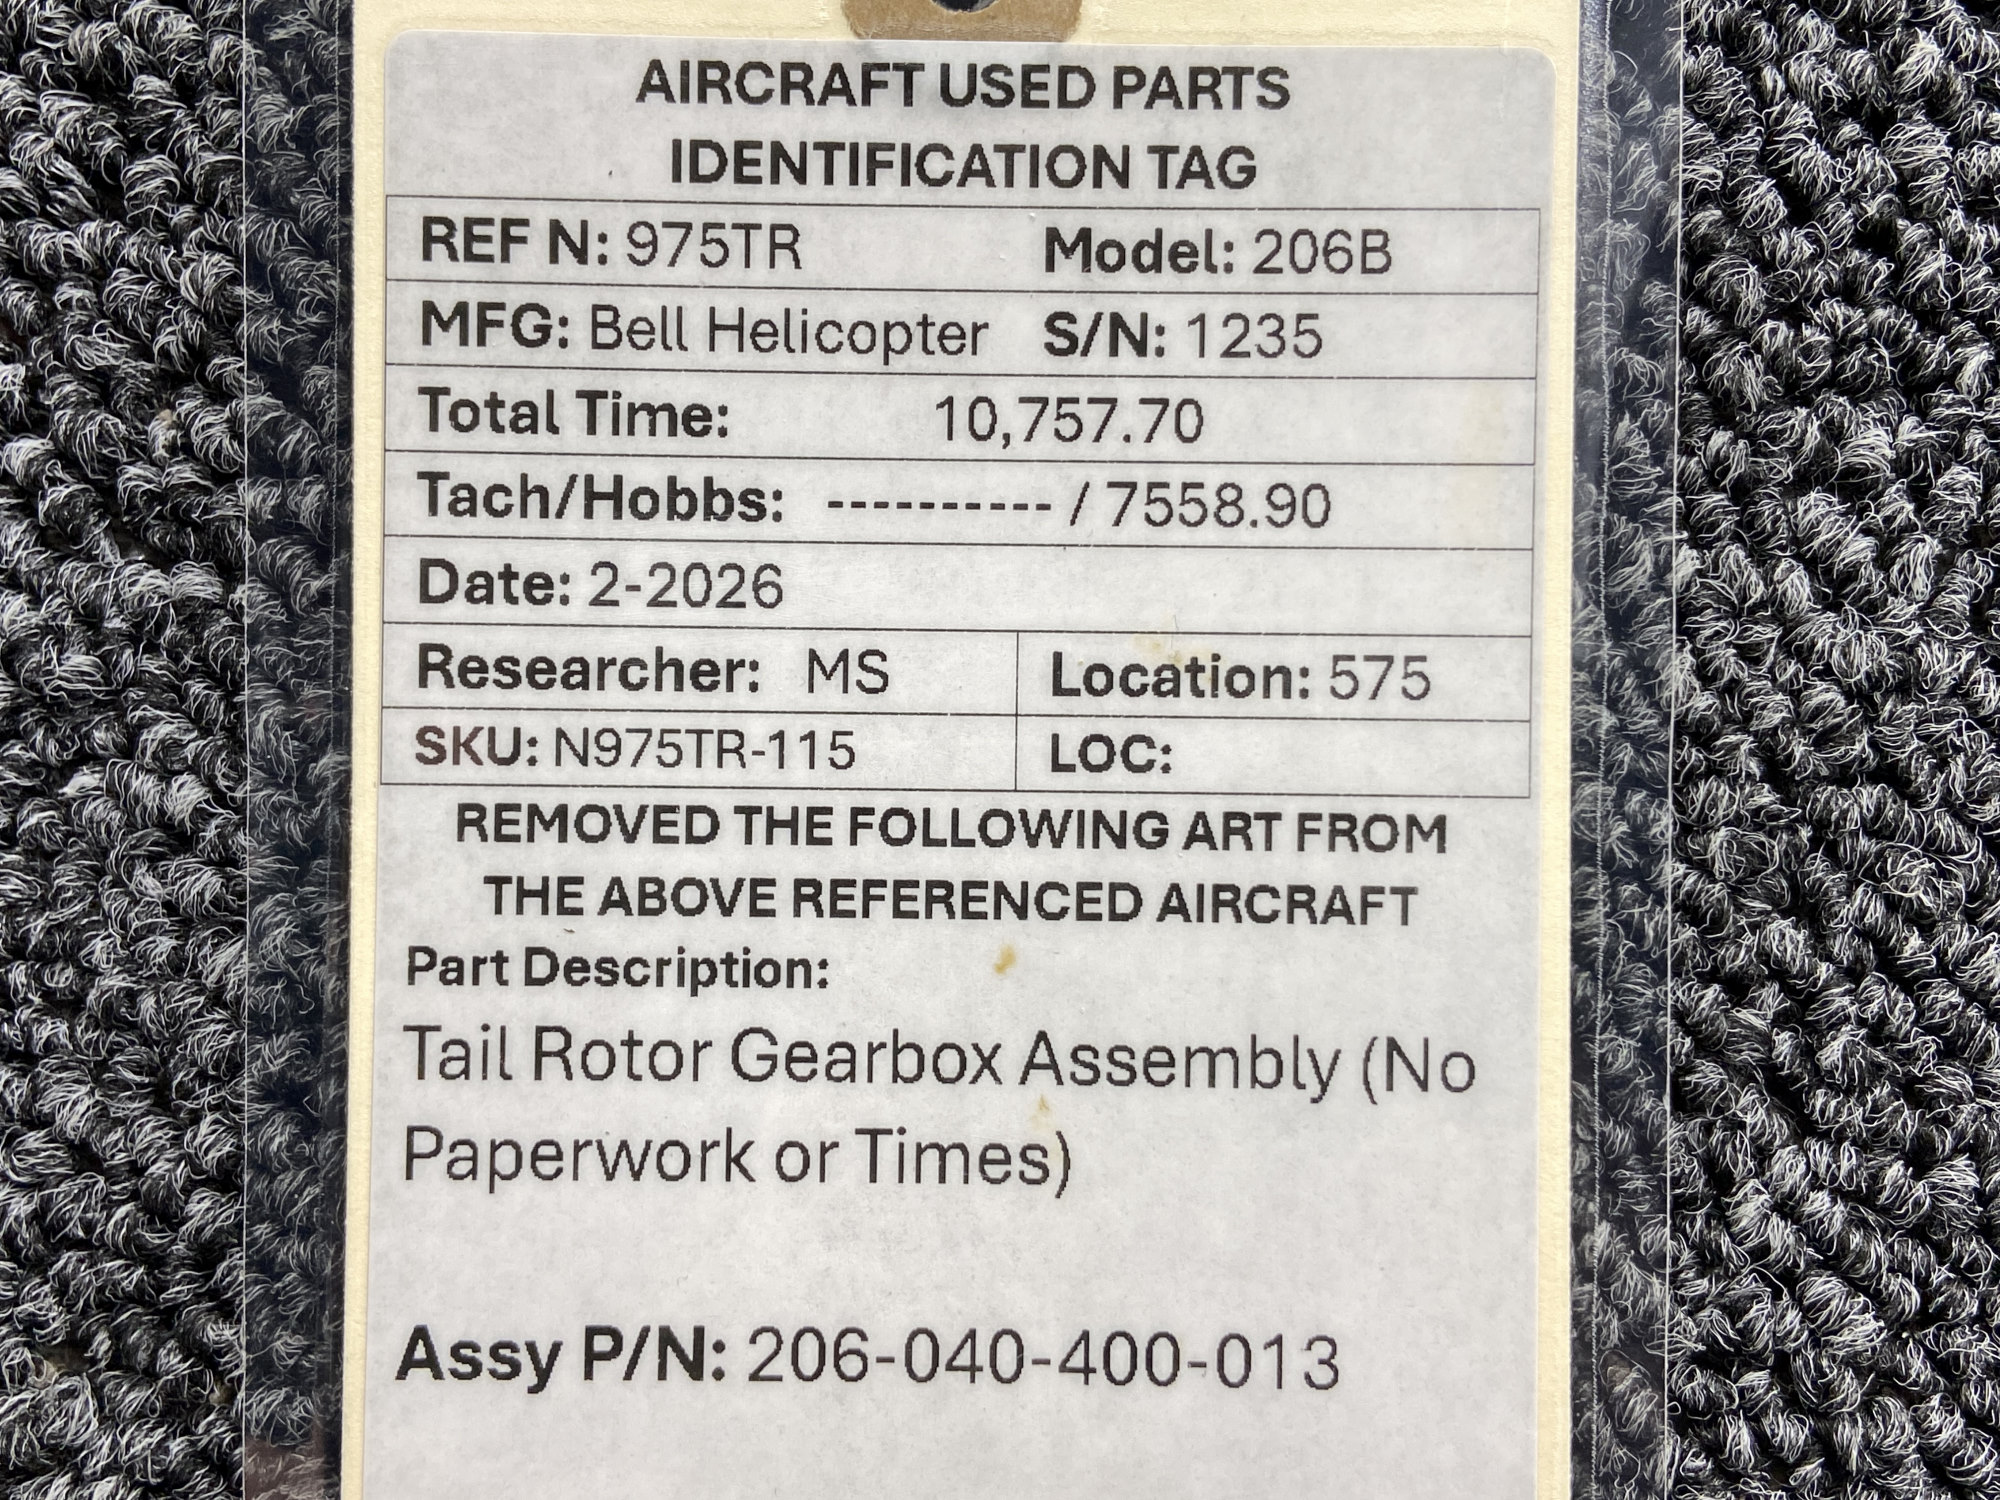 AIRCRAFT USED PARTS
IDENTIFICATION TAG
REF N: 975TR Model: 206B
MFG: Bell Helicopter S/N: 1235
Total Time: 10,757.70
Tach/Hobbs: ---------- / 7558.90
Date: 2-2026
Researcher: MS Location: 575
SKU: N975TR-115 LOC:
REMOVED THE FOLLOWING ART FROM
THE ABOVE REFERENCED AIRCRAFT
Part Description:
Tail Rotor Gearbox Assembly (No
Paperwork or Times)
Assy P/N: 206-040-400-013